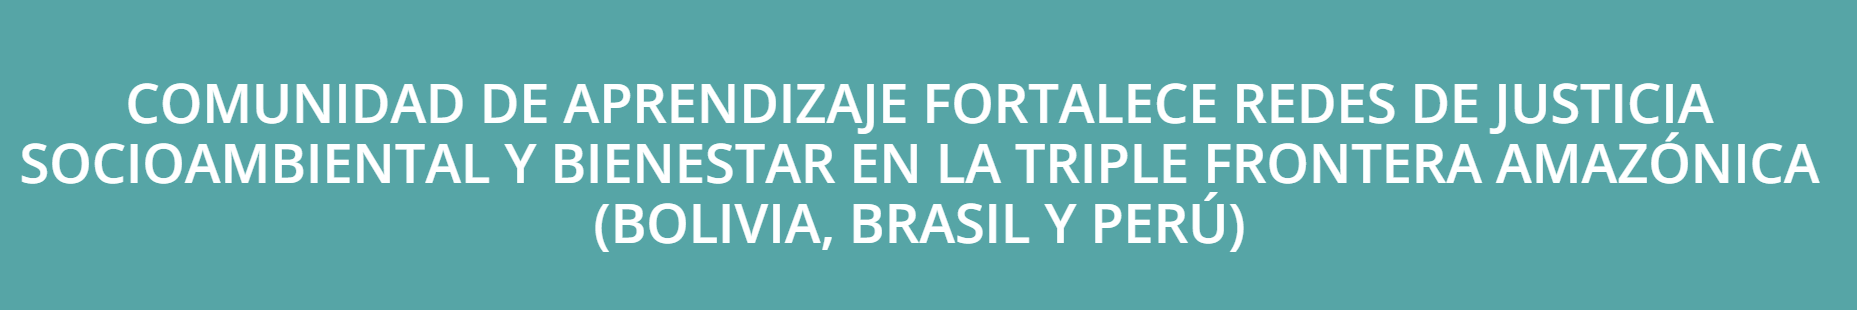 COMUNIDAD DE APRENDIZAJE FORTALECE REDES DE JUSTICIA
SOCIOAMBIENTAL Y BIENESTAR EN LA TRIPLE FRONTERA AMAZÓNICA
(BOLIVIA, BRASIL Y PERÚ)